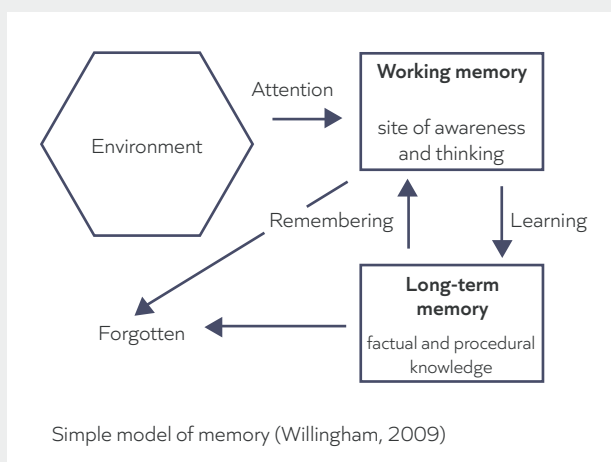 Attention
Working memory
site of awareness
and thinking
Environment
Remembering
Learning
Long-term
memory
factual and procedural
knowledge
Forgotten
Simple model of memory (Willingham, 2009)